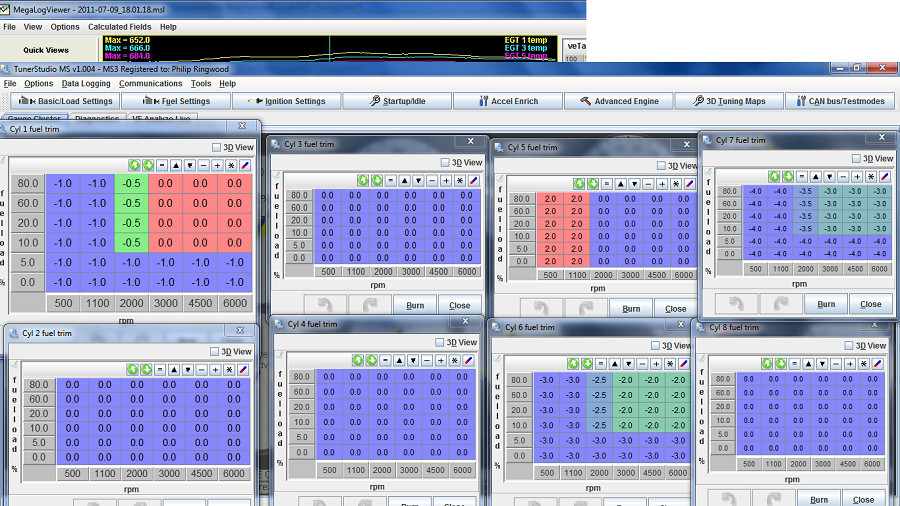 MegaLogViewer - 2011-07-09_18.01.18.msl
File View Options Calculated Fields Help
Quick Views
Max = 652.0 EGT 1 temp
Max = 666.0 EGT 3 temp
Max = 684.0 EGT 5 temp
veTa
100
TunerStudio MS v1.004 - MS3 Registered to: Philip Ringwood
File Options Data Logging Communications Tools Help
Basic/Load Settings Fuel Settings Ignition Settings Startup/Idle Accel Enrich Advanced Engine 3D Tuning Maps CAN bus/Testmodes
Gauge Cluster Diagnostics VE Analyze Live
Cyl 1 fuel trim
3D View
fuelload
%
80.0 -1.0 -1.0 -0.5 0.0 0.0 0.0
60.0 -1.0 -1.0 -0.5 0.0 0.0 0.0
20.0 -1.0 -1.0 -0.5 0.0 0.0 0.0
10.0 -1.0 -1.0 -0.5 0.0 0.0 0.0
5.0 -1.0 -1.0 -1.0 -1.0 -1.0 -1.0
0.0 -1.0 -1.0 -1.0 -1.0 -1.0 -1.0
500 1100 2000 3000 4500 6000
rpm
Cyl 3 fuel trim
3D View
fuelload
%
80.0 0.0 0.0 0.0 0.0 0.0 0.0
60.0 0.0 0.0 0.0 0.0 0.0 0.0
20.0 0.0 0.0 0.0 0.0 0.0 0.0
10.0 0.0 0.0 0.0 0.0 0.0 0.0
5.0 0.0 0.0 0.0 0.0 0.0 0.0
0.0 0.0 0.0 0.0 0.0 0.0 0.0
500 1100 2000 3000 4500 6000
rpm
Burn Close
Cyl 5 fuel trim
3D View
fuelload
%
80.0 2.0 2.0 0.0 0.0 0.0 0.0
60.0 2.0 2.0 0.0 0.0 0.0 0.0
20.0 2.0 2.0 0.0 0.0 0.0 0.0
10.0 2.0 2.0 0.0 0.0 0.0 0.0
5.0 2.0 2.0 0.0 0.0 0.0 0.0
0.0 2.0 2.0 0.0 0.0 0.0 0.0
500 1100 2000 3000 4500 6000
rpm
Burn Close
Cyl 7 fuel trim
3D View
fuelload
%
80.0 -4.0 -4.0 -3.5 -3.0 -3.0 -3.0
60.0 -4.0 -4.0 -3.5 -3.0 -3.0 -3.0
20.0 -4.0 -4.0 -3.5 -3.0 -3.0 -3.0
10.0 -4.0 -4.0 -3.5 -3.0 -3.0 -3.0
5.0 -4.0 -4.0 -4.0 -4.0 -4.0 -4.0
0.0 -4.0 -4.0 -4.0 -4.0 -4.0 -4.0
500 1100 2000 3000 4500 6000
rpm
Burn Close
Cyl 2 fuel trim
3D View
fuelload
%
80.0 0.0 0.0 0.0 0.0 0.0 0.0
60.0 0.0 0.0 0.0 0.0 0.0 0.0
20.0 0.0 0.0 0.0 0.0 0.0 0.0
10.0 0.0 0.0 0.0 0.0 0.0 0.0
5.0 0.0 0.0 0.0 0.0 0.0 0.0
0.0 0.0 0.0 0.0 0.0 0.0 0.0
500 1100 2000 3000 4500 6000
rpm
Cyl 4 fuel trim
3D View
fuelload
%
80.0 0.0 0.0 0.0 0.0 0.0 0.0
60.0 0.0 0.0 0.0 0.0 0.0 0.0
20.0 0.0 0.0 0.0 0.0 0.0 0.0
10.0 0.0 0.0 0.0 0.0 0.0 0.0
5.0 0.0 0.0 0.0 0.0 0.0 0.0
0.0 0.0 0.0 0.0 0.0 0.0 0.0
500 1100 2000 3000 4500 6000
rpm
Burn Close
Cyl 6 fuel trim
3D View
fuelload
%
80.0 -3.0 -3.0 -2.5 -2.0 -2.0 -2.0
60.0 -3.0 -3.0 -2.5 -2.0 -2.0 -2.0
20.0 -3.0 -3.0 -2.5 -2.0 -2.0 -2.0
10.0 -3.0 -3.0 -2.5 -2.0 -2.0 -2.0
5.0 -3.0 -3.0 -3.0 -3.0 -3.0 -3.0
0.0 -3.0 -3.0 -3.0 -3.0 -3.0 -3.0
500 1100 2000 3000 4500 6000
rpm
Burn Close
Cyl 8 fuel trim
3D View
fuelload
%
80.0 0.0 0.0 0.0 0.0 0.0 0.0
60.0 0.0 0.0 0.0 0.0 0.0 0.0
20.0 0.0 0.0 0.0 0.0 0.0 0.0
10.0 0.0 0.0 0.0 0.0 0.0 0.0
5.0 0.0 0.0 0.0 0.0 0.0 0.0
0.0 0.0 0.0 0.0 0.0 0.0 0.0
500 1100 2000 3000 4500 6000
rpm
Burn Close